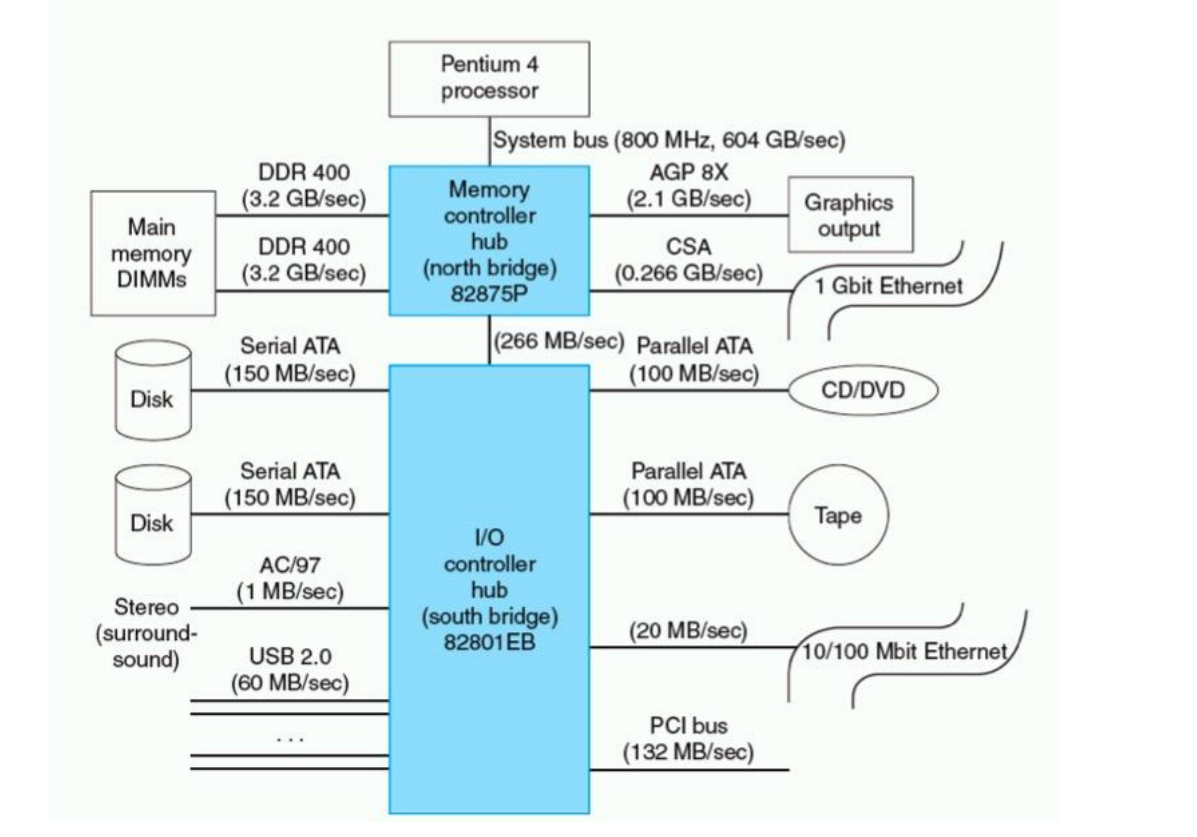 Pentium 4
processor
System bus (800 MHz, 604 GB/sec)
DDR 400
(3.2 GB/sec)
Memory
controller
hub
(north bridge)
82875P
AGP 8X
(2.1 GB/sec)
Graphics
output
Main
memory
DIMMs
DDR 400
(3.2 GB/sec)
CSA
(0.266 GB/sec)
1 Gbit Ethernet
(266 MB/sec)
Serial ATA
(150 MB/sec)
Disk
Parallel ATA
(100 MB/sec)
CD/DVD
Serial ATA
(150 MB/sec)
Disk
Parallel ATA
(100 MB/sec)
Tape
I/O
controller
hub
(south bridge)
82801EB
AC/97
(1 MB/sec)
Stereo
(surround-
sound)
USB 2.0
(60 MB/sec)
. . .
(20 MB/sec)
10/100 Mbit Ethernet
PCI bus
(132 MB/sec)